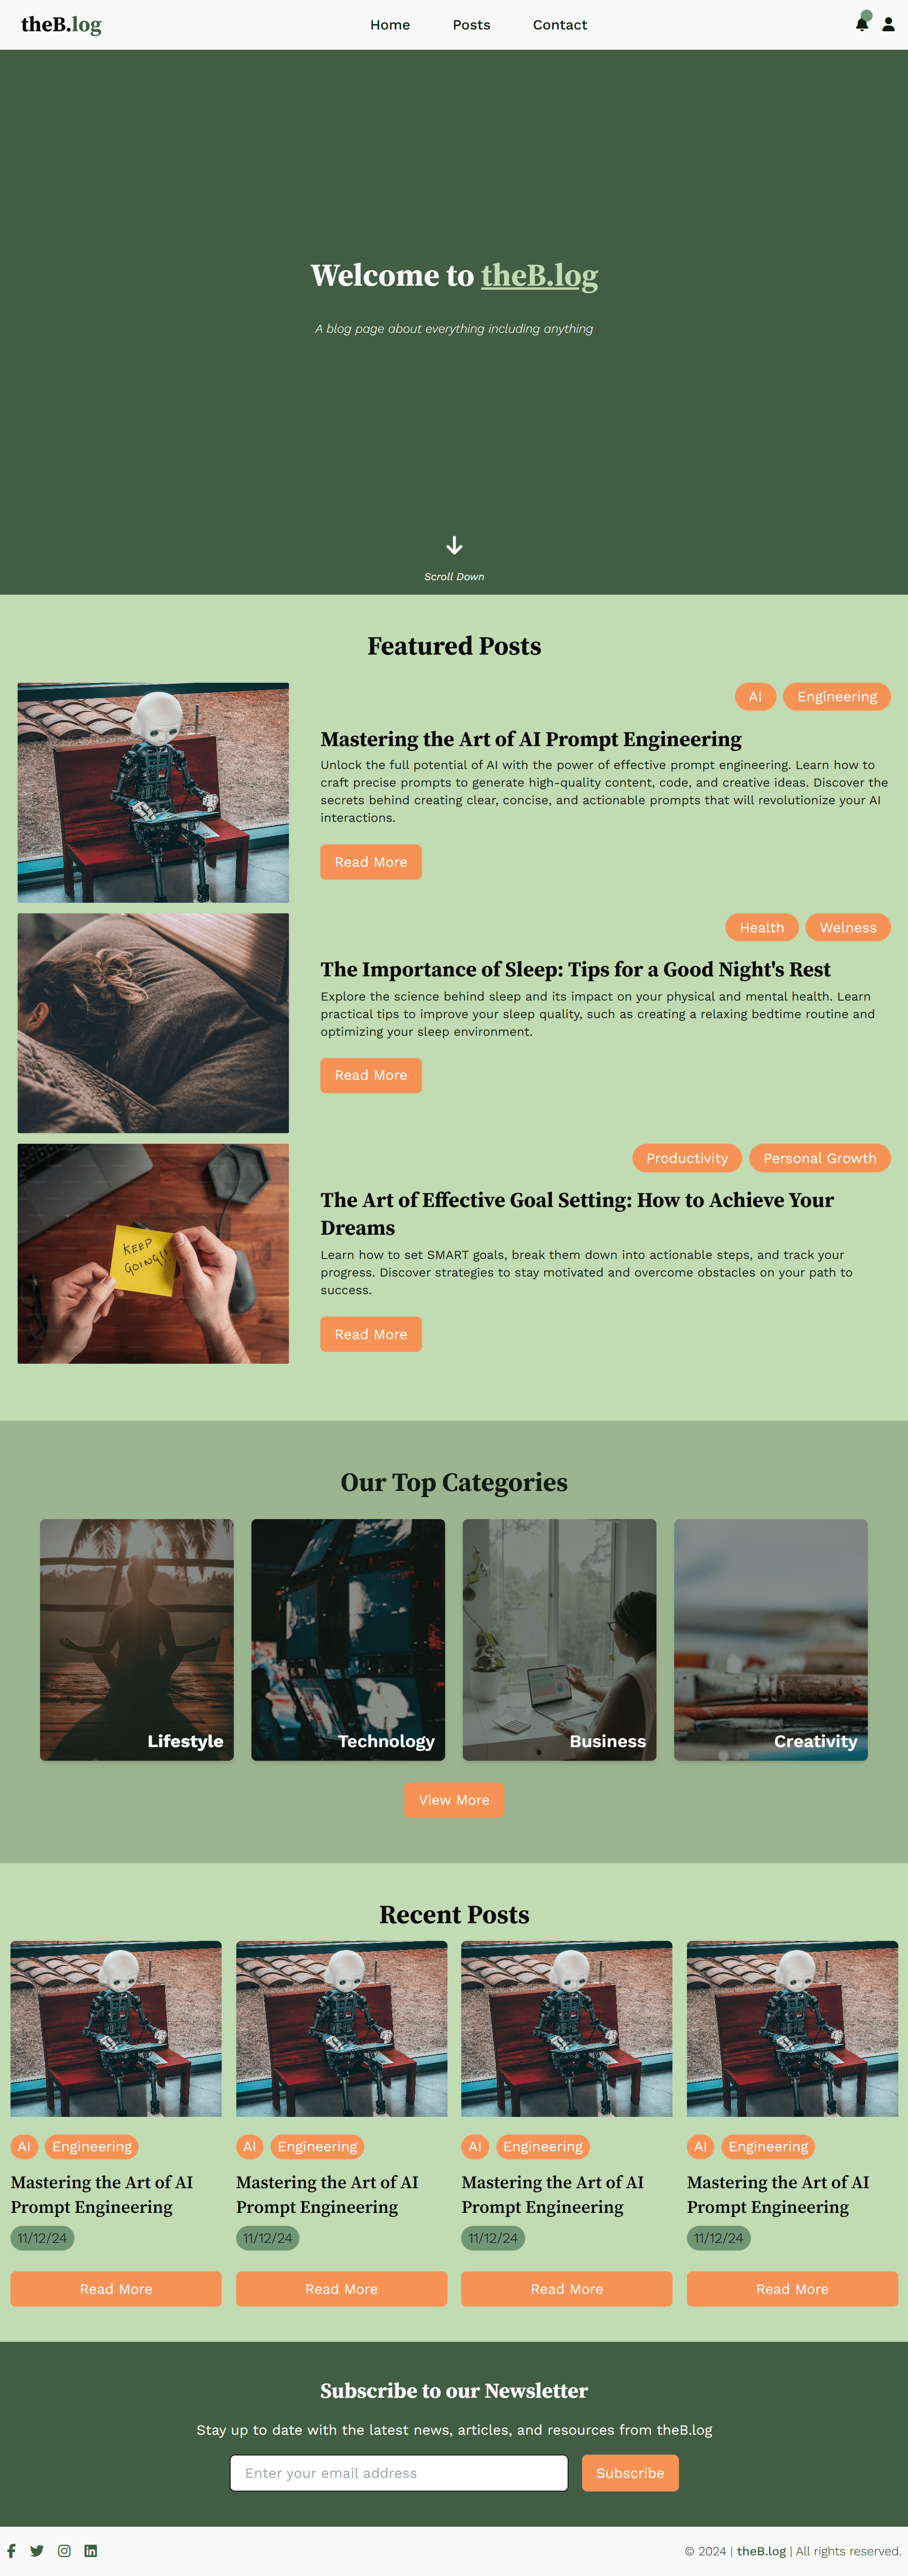 theB.log
Home
Posts
Contact
Welcome to theB.log
A blog page about everything including anything
Scroll Down
Featured Posts
AI
Engineering
Mastering the Art of AI Prompt Engineering
Unlock the full potential of AI with the power of effective prompt engineering. Learn how to
craft precise prompts to generate high-quality content, code, and creative ideas. Discover the
secrets behind creating clear, concise, and actionable prompts that will revolutionize your AI
interactions.
Read More
Health
Welness
The Importance of Sleep: Tips for a Good Night's Rest
Explore the science behind sleep and its impact on your physical and mental health. Learn
practical tips to improve your sleep quality, such as creating a relaxing bedtime routine and
optimizing your sleep environment.
Read More
KEEP
GOING!!
Productivity
Personal Growth
The Art of Effective Goal Setting: How to Achieve Your
Dreams
Learn how to set SMART goals, break them down into actionable steps, and track your
progress. Discover strategies to stay motivated and overcome obstacles on your path to
success.
Read More
Our Top Categories
Lifestyle
Technology
Business
Creativity
View More
Recent Posts
AI
Engineering
Mastering the Art of AI
Prompt Engineering
11/12/24
Read More
AI
Engineering
Mastering the Art of AI
Prompt Engineering
11/12/24
Read More
AI
Engineering
Mastering the Art of AI
Prompt Engineering
11/12/24
Read More
AI
Engineering
Mastering the Art of AI
Prompt Engineering
11/12/24
Read More
Subscribe to our Newsletter
Stay up to date with the latest news, articles, and resources from theB.log
Enter your email address
Subscribe
© 2024 | theB.log | All rights reserved.